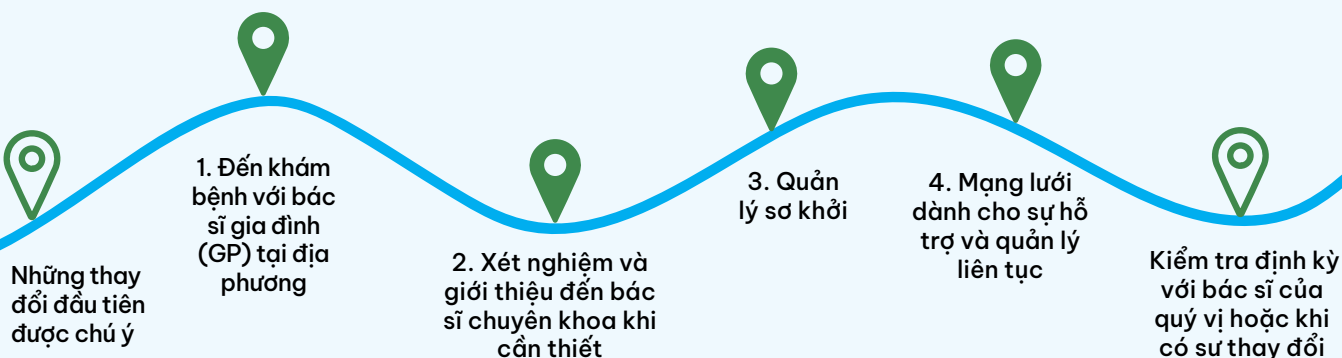 Những thay
đổi đầu tiên
được chú ý
1. Đến khám
bệnh với bác
sĩ gia đình
(GP) tại địa
phương
2. Xét nghiệm và
giới thiệu đến bác
sĩ chuyên khoa khi
cần thiết
3. Quản
lý sơ khởi
4. Mạng lưới
dành cho sự hỗ
trợ và quản lý
liên tục
Kiểm tra định kỳ
với bác sĩ của
quý vị hoặc khi
có sự thay đổi